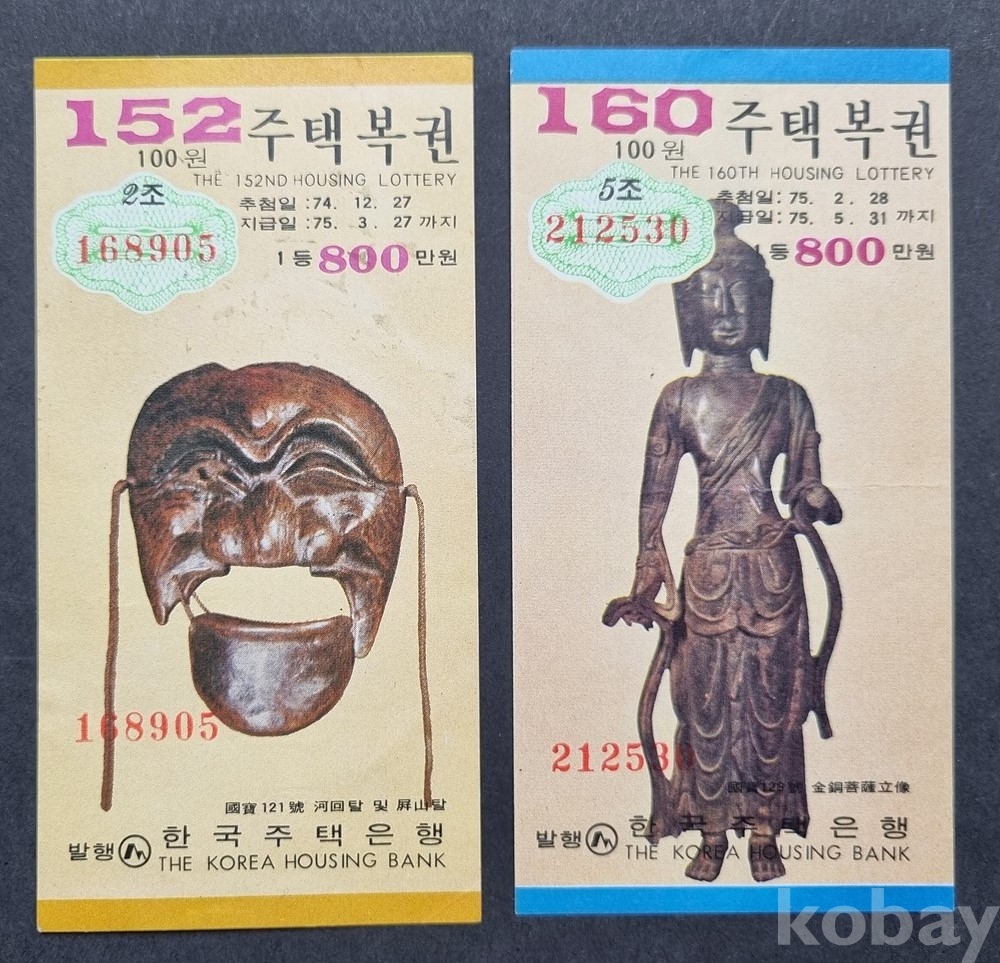 152 주택복권
100원
THE 152ND HOUSING LOTTERY
2조
추첨일:74. 12. 27
168905
지급일:75. 3. 27 까지
1등 800만원
168905
國寶 121號 河回탈 및 屛山탈
발행 한국주택은행
THE KOREA HOUSING BANK
160 주택복권
100원
THE 160TH HOUSING LOTTERY
5조
추첨일: 75. 2. 28
212530
지급일: 75. 5. 31 까지
1등 800만원
212530
國寶 129號 金銅菩薩立像
발행 한국주택은행
THE KOREA HOUSING BANK
kobay